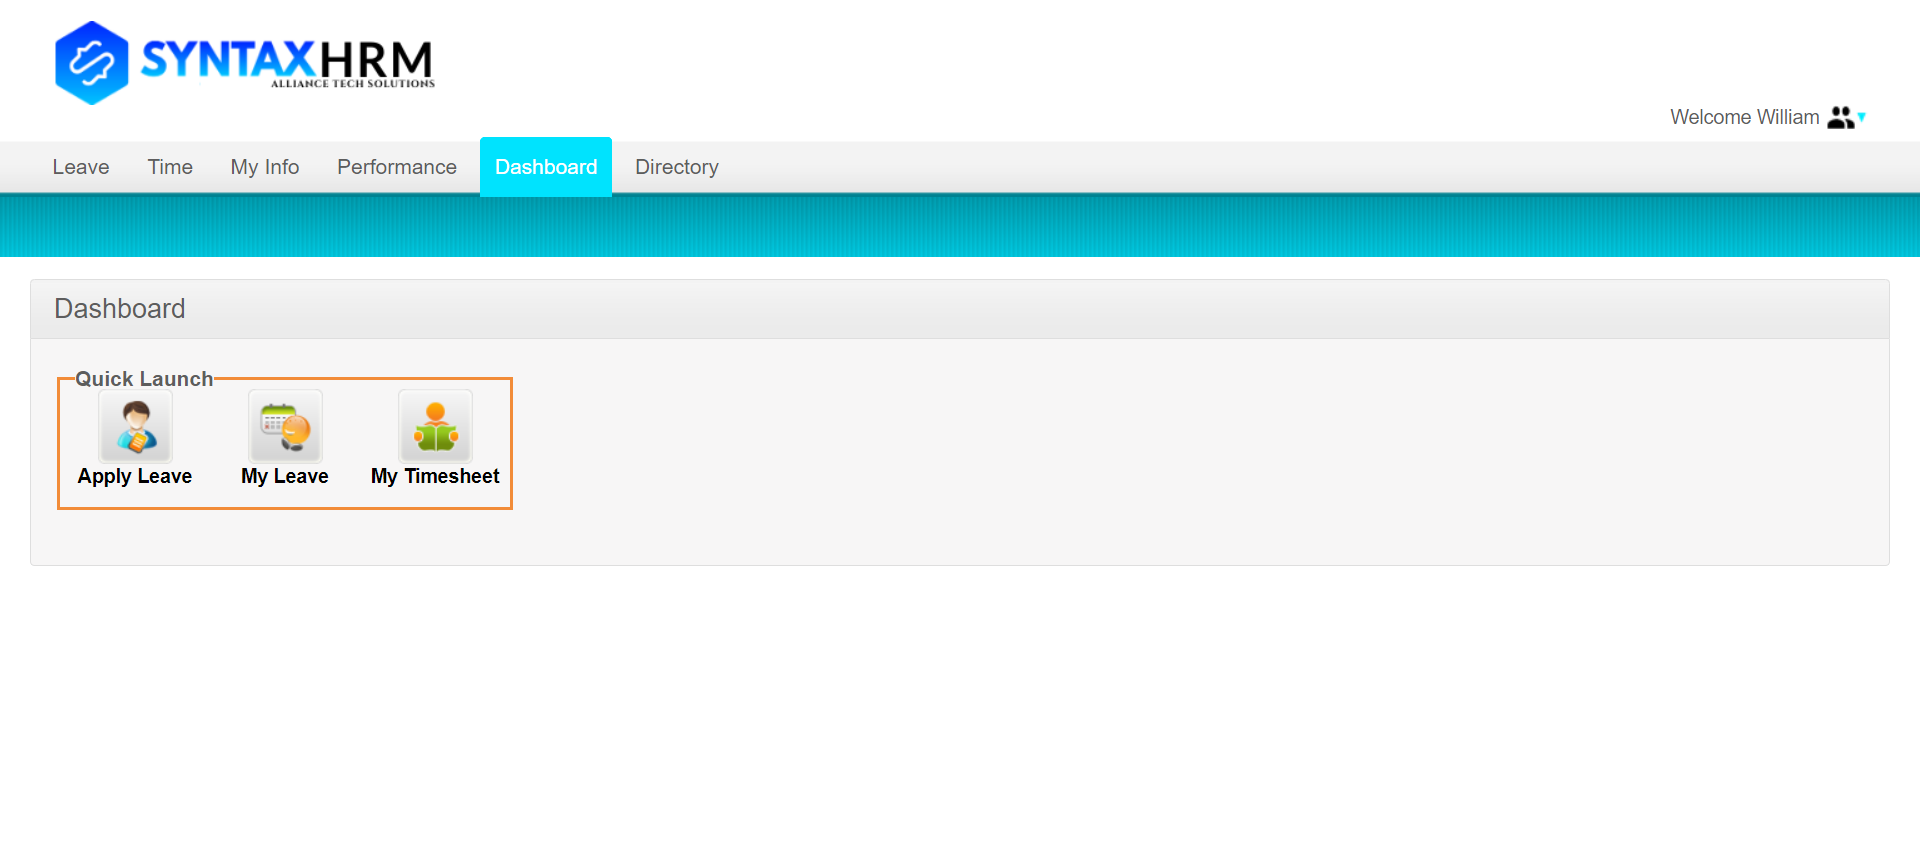 SYNTAXHRM
ALLIANCE TECH SOLUTIONS
Welcome William
Leave Time My Info Performance Dashboard Directory
Dashboard
Quick Launch
Apply Leave My Leave My Timesheet